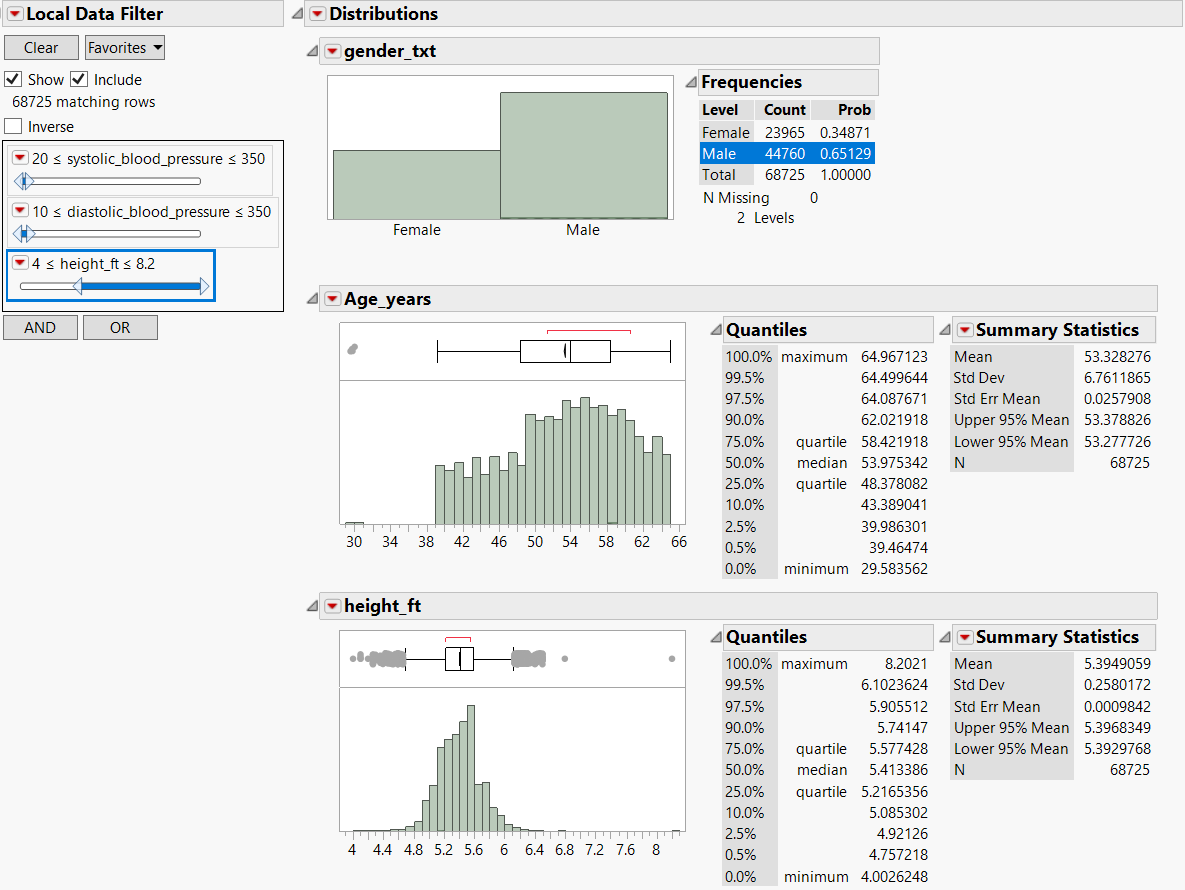 Local Data Filter
Clear Favorites
Show Include
68725 matching rows
Inverse
20 ≤ systolic_blood_pressure ≤ 350
10 ≤ diastolic_blood_pressure ≤ 350
4 ≤ height_ft ≤ 8.2
AND OR
Distributions
gender_txt
Female Male
Frequencies
Level Count Prob
Female 23965 0.34871
Male 44760 0.65129
Total 68725 1.00000
N Missing 0
2 Levels
Age_years
30 34 38 42 46 50 54 58 62 66
Quantiles
100.0% maximum 64.967123
99.5% 64.499644
97.5% 64.087671
90.0% 62.021918
75.0% quartile 58.421918
50.0% median 53.975342
25.0% quartile 48.378082
10.0% 43.389041
2.5% 39.986301
0.5% 39.46474
0.0% minimum 29.583562
Summary Statistics
Mean 53.328276
Std Dev 6.7611865
Std Err Mean 0.0257908
Upper 95% Mean 53.378826
Lower 95% Mean 53.277726
N 68725
height_ft
4 4.4 4.8 5.2 5.6 6 6.4 6.8 7.2 7.6 8
Quantiles
100.0% maximum 8.2021
99.5% 6.1023624
97.5% 5.905512
90.0% 5.74147
75.0% quartile 5.577428
50.0% median 5.413386
25.0% quartile 5.2165356
10.0% 5.085302
2.5% 4.92126
0.5% 4.757218
0.0% minimum 4.0026248
Summary Statistics
Mean 5.3949059
Std Dev 0.2580172
Std Err Mean 0.0009842
Upper 95% Mean 5.3968349
Lower 95% Mean 5.3929768
N 68725